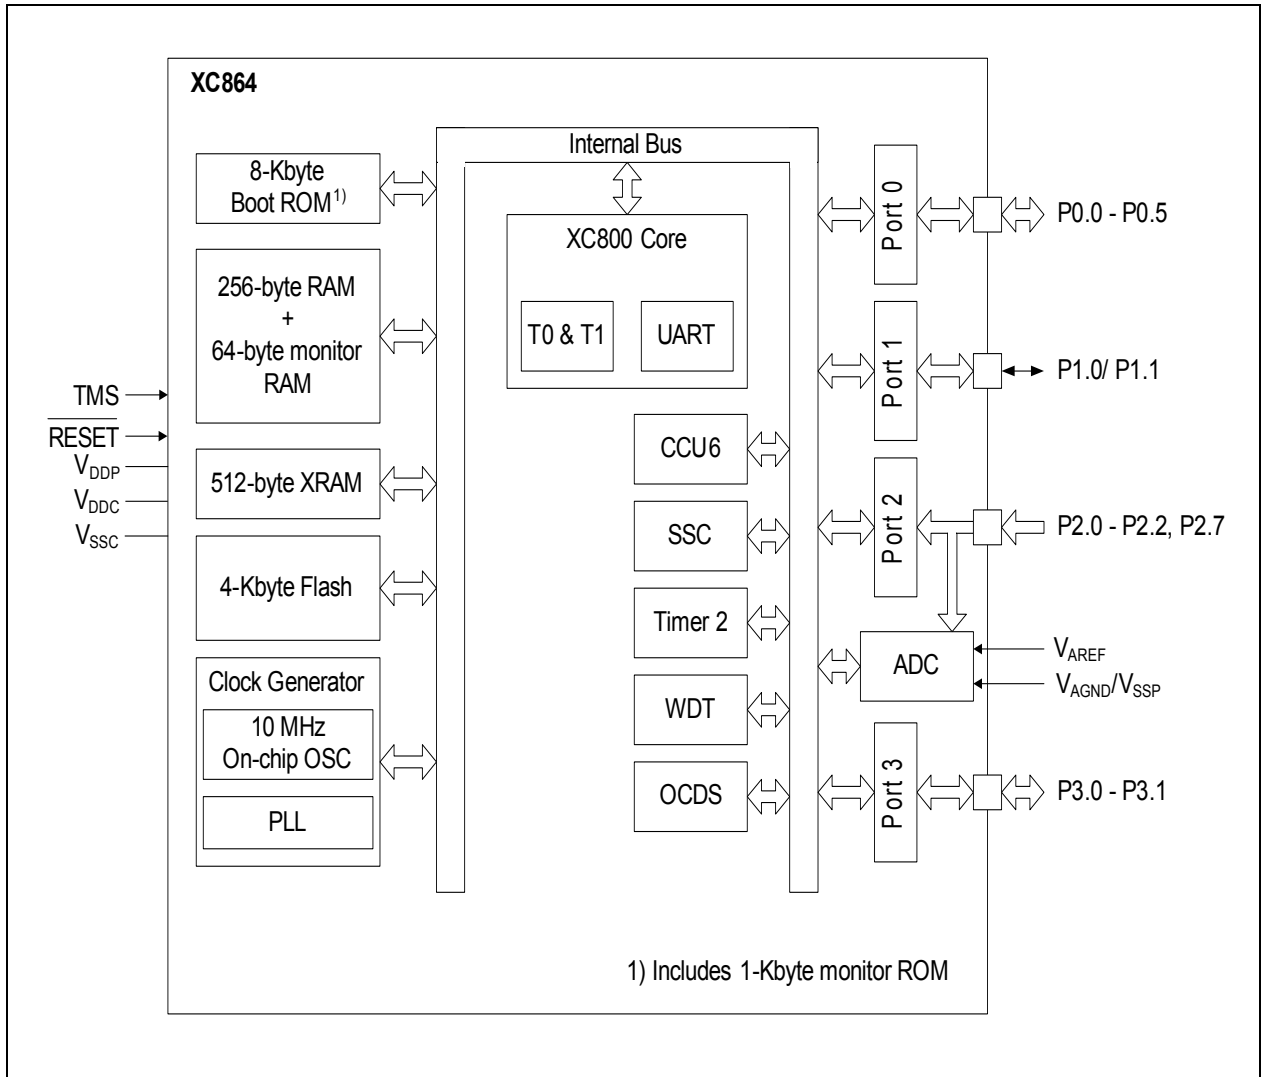 XC864
Internal Bus
8-Kbyte
Boot ROM1)
256-byte RAM
+
64-byte monitor
RAM
512-byte XRAM
4-Kbyte Flash
Clock Generator
10 MHz
On-chip OSC
PLL
TMS
RESET
VDDP
VDDC
VSSC
XC800 Core
T0 & T1
UART
CCU6
SSC
Timer 2
WDT
OCDS
Port 0
P0.0 - P0.5
Port 1
P1.0/ P1.1
Port 2
P2.0 - P2.2, P2.7
ADC
VAREF
VAGND/VSSP
Port 3
P3.0 - P3.1
1) Includes 1-Kbyte monitor ROM